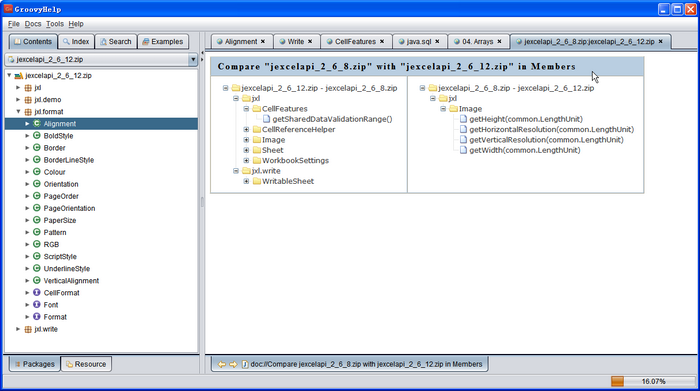 GroovyHelp
File Docs Tools Help
Contents Index Search Examples
jexcelapi_2_6_12.zip
jexcelapi_2_6_12.zip
jxl
jxl.demo
jxl.format
Alignment
BoldStyle
Border
BorderLineStyle
Colour
Orientation
PageOrder
PageOrientation
PaperSize
Pattern
RGB
ScriptStyle
UnderlineStyle
VerticalAlignment
CellFormat
Font
Format
jxl.write
Packages Resource
Alignment Write CellFeatures java.sql 04. Arrays jexcelapi_2_6_8.zip:jexcelapi_2_6_12.zip
Compare "jexcelapi_2_6_8.zip" with "jexcelapi_2_6_12.zip" in Members
jexcelapi_2_6_12.zip - jexcelapi_2_6_8.zip
jxl
CellFeatures
getSharedDataValidationRange()
CellReferenceHelper
Image
Sheet
WorkbookSettings
jxl.write
WritableSheet
jexcelapi_2_6_8.zip - jexcelapi_2_6_12.zip
jxl
Image
getHeight(common.LengthUnit)
getHorizontalResolution(common.LengthUnit)
getVerticalResolution(common.LengthUnit)
getWidth(common.LengthUnit)
doc://Compare jexcelapi_2_6_8.zip with jexcelapi_2_6_12.zip in Members
16.07%